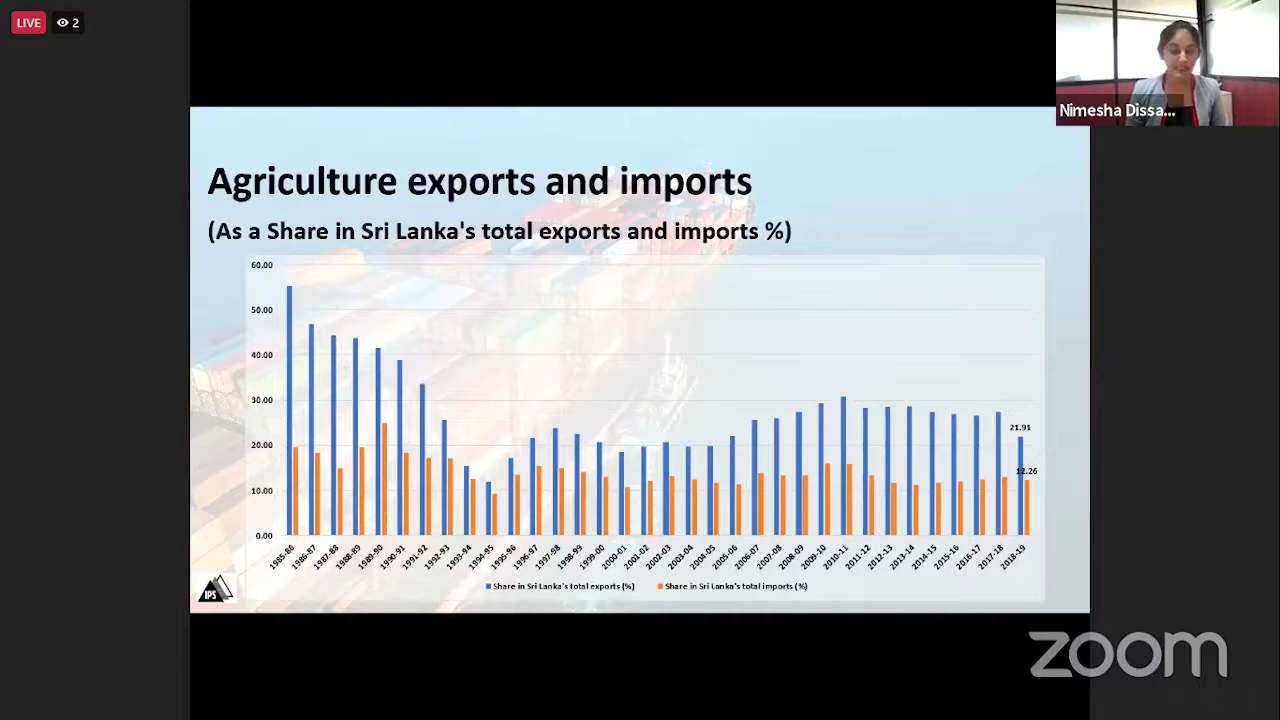 LIVE 2
Nimesha Dissa...
Agriculture exports and imports
(As a Share in Sri Lanka's total exports and imports %)
60.00
50.00
40.00
30.00
20.00
10.00
0.00
21.91
12.26
1985-86 1986-87 1987-88 1988-89 1989-90 1990-91 1991-92 1992-93 1993-94 1994-95 1995-96 1996-97 1997-98 1998-99 1999-00 2000-01 2001-02 2002-03 2003-04 2004-05 2005-06 2006-07 2007-08 2008-09 2009-10 2010-11 2011-12 2012-13 2013-14 2014-15 2015-16 2016-17 2017-18 2018-19
Share in Sri Lanka's total exports (%) Share in Sri Lanka's total imports (%)
IPS
zoom